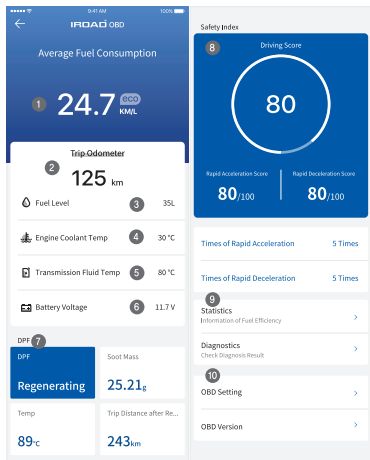 9:41 AM
100%
IROAD OBD
Average Fuel Consumption
1
24.7
eco
KM/L
Trip Odometer
2
125 km
Fuel Level
3
35L
Engine Coolant Temp
4
30 °C
Transmission Fluid Temp
5
80 °C
Battery Voltage
6
11.7 V
DPF
7
DPF
Regenerating
Soot Mass
25.21g
Temp
89°C
Trip Distance after Re...
243km
Safety Index
8
Driving Score
80
Rapid Acceleration Score
80/100
Rapid Deceleration Score
80/100
Times of Rapid Acceleration
5 Times
Times of Rapid Deceleration
5 Times
9
Statistics
Information of Fuel Efficiency
Diagnostics
Check Diagnosis Result
10
OBD Setting
OBD Version